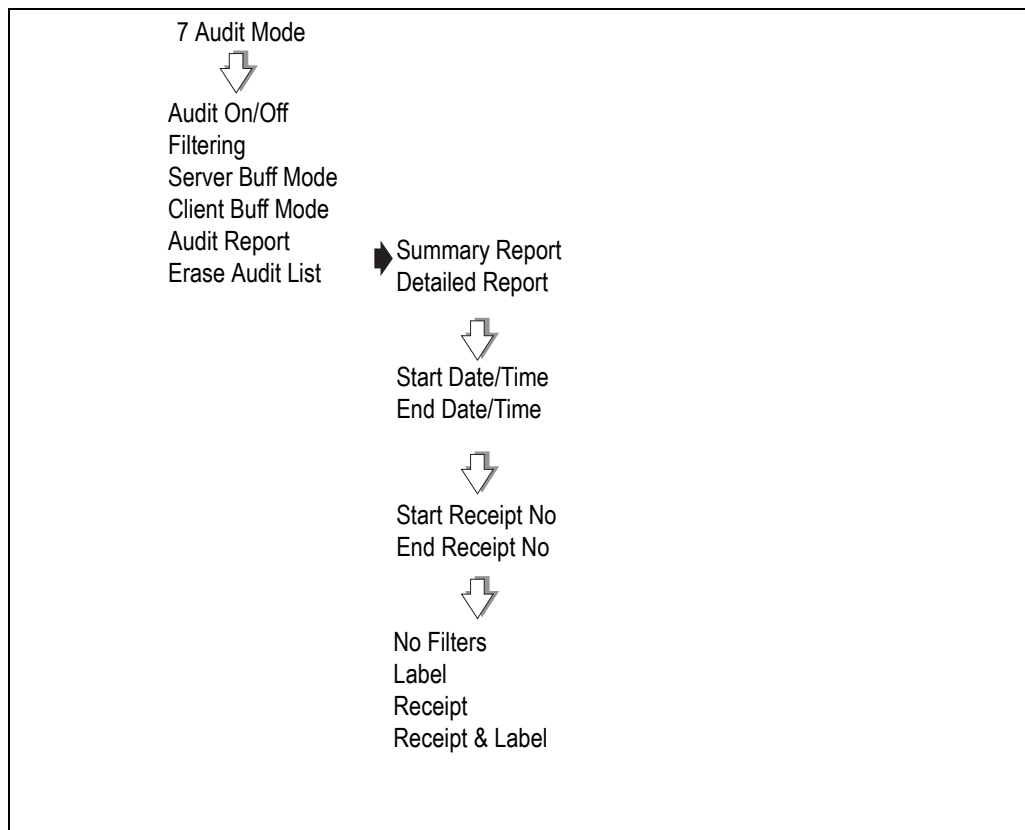 7 Audit Mode
Audit On/Off
Filtering
Server Buff Mode
Client Buff Mode
Audit Report
Erase Audit List
Summary Report
Detailed Report
Start Date/Time
End Date/Time
Start Receipt No
End Receipt No
No Filters
Label
Receipt
Receipt & Label